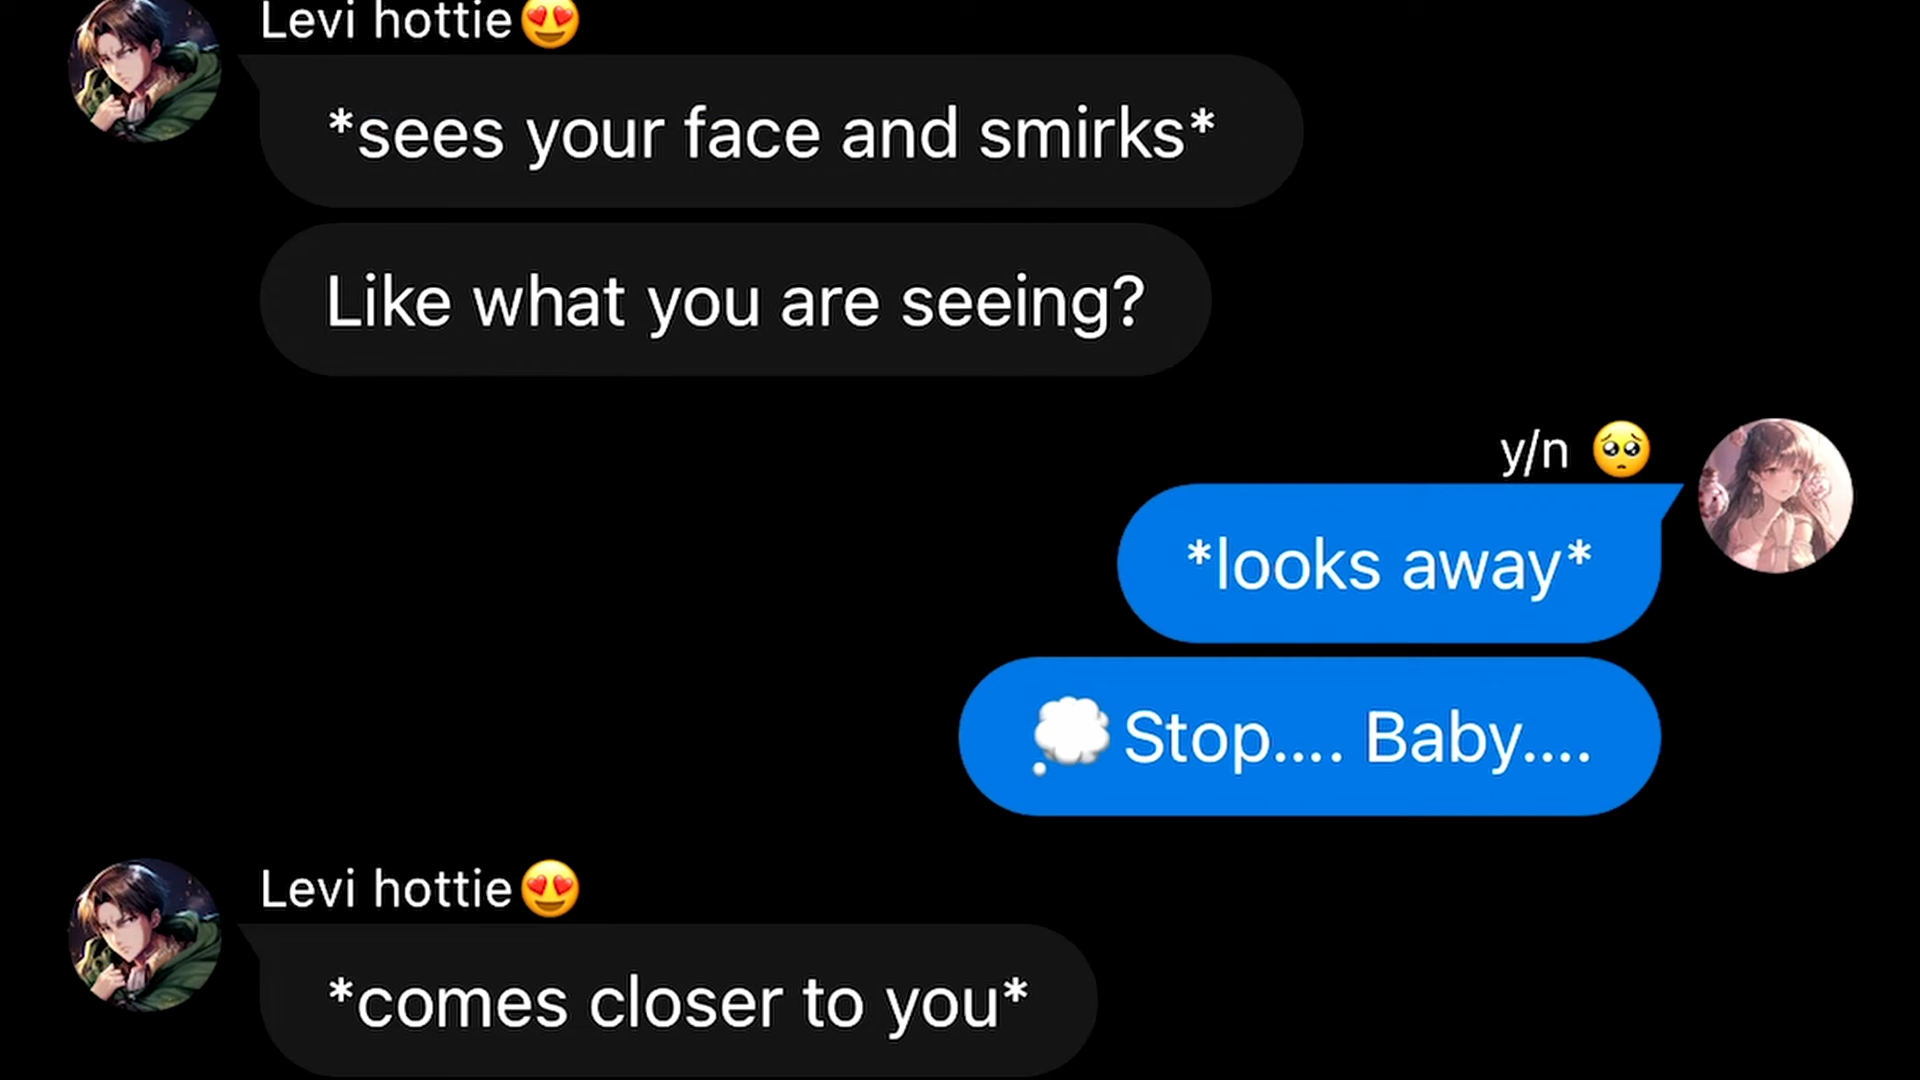 Levi hottie😍
*sees your face and smirks*
Like what you are seeing?
y/n 🥺
*looks away*
💭Stop.... Baby....
Levi hottie😍
*comes closer to you*